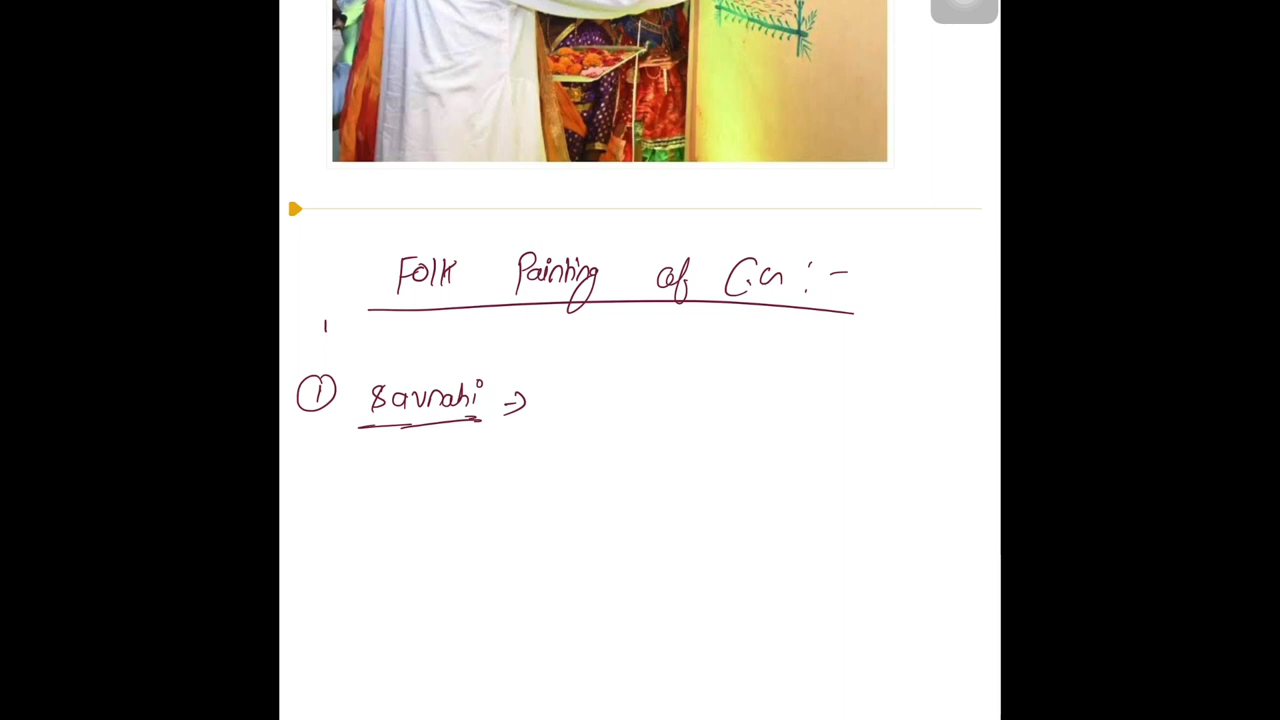 Folk Painting of C.G :-
① Savnahi ⇒